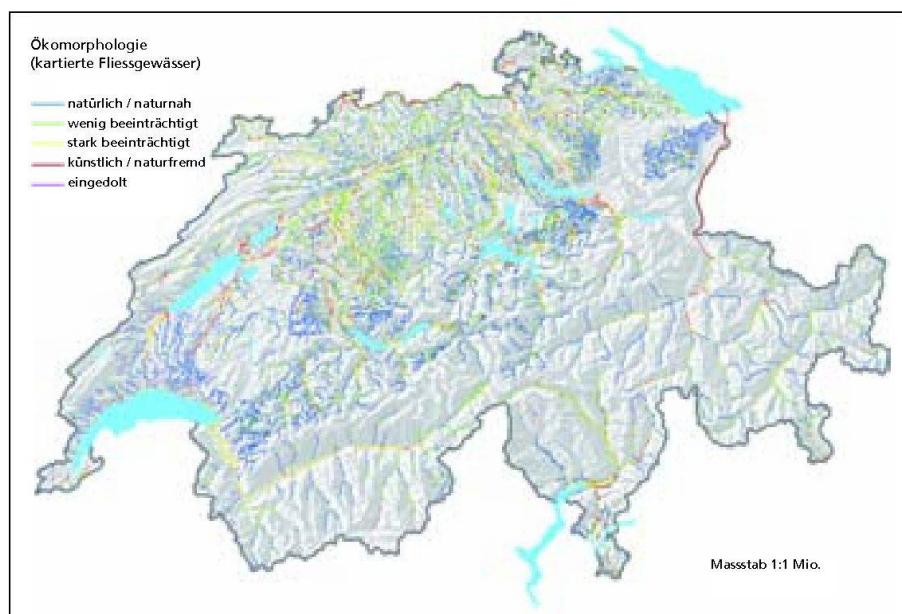 Ökomorphologie
(kartierte Fliessgewässer)
natürlich / naturnah
wenig beeinträchtigt
stark beeinträchtigt
künstlich / naturfremd
eingedolt
Massstab 1:1 Mio.